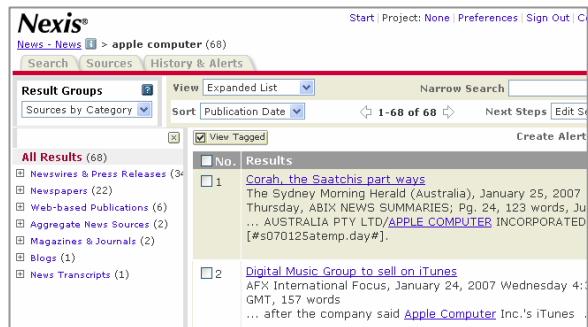 Nexis®
Start | Project: None | Preferences | Sign Out |
News - News > apple computer (68)
Search Sources History & Alerts
Result Groups ?
Sources by Category
View Expanded List Narrow Search
Sort Publication Date 1-68 of 68 Next Steps Edit
View Tagged Create Alert
All Results (68)
Newswires & Press Releases
Newspapers (22)
Web-based Publications (6)
Aggregate News Sources (2)
Magazines & Journals (2)
Blogs (1)
News Transcripts (1)
No. Results
1 Corah, the Saatchis part ways
The Sydney Morning Herald (Australia), January 25, 2007
Thursday, ABIX NEWS SUMMARIES; Pg. 24, 123 words,
... AUSTRALIA PTY LTD/APPLE COMPUTER INCORPORATED
[#s070125atemp.day#].
2 Digital Music Group to sell on iTunes
AFX International Focus, January 24, 2007 Wednesday
GMT, 157 words
... after the company said Apple Computer Inc.'s iTunes